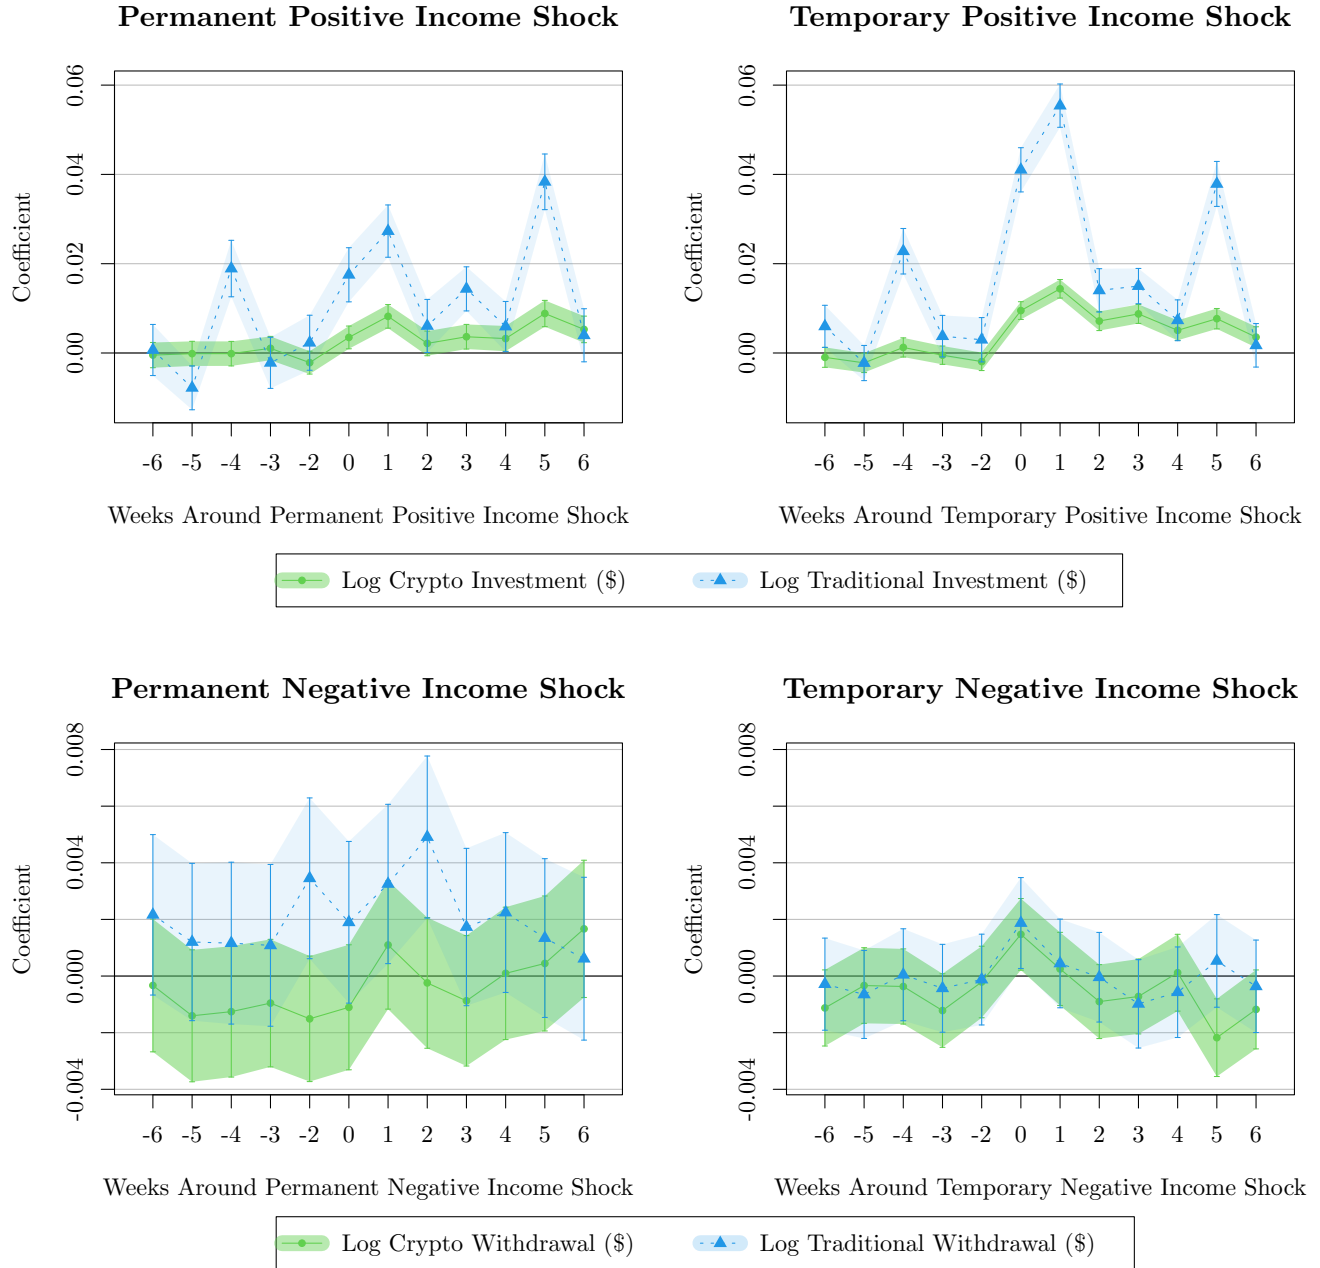 Permanent Positive Income Shock
Coefficient
0.06
0.04
0.02
0.00
-6 -5 -4 -3 -2 0 1 2 3 4 5 6
Weeks Around Permanent Positive Income Shock
Temporary Positive Income Shock
Coefficient
0.06
0.04
0.02
0.00
-6 -5 -4 -3 -2 0 1 2 3 4 5 6
Weeks Around Temporary Positive Income Shock
Log Crypto Investment ($) Log Traditional Investment ($)
Permanent Negative Income Shock
Coefficient
0.008
0.004
0.000
-0.004
-6 -5 -4 -3 -2 0 1 2 3 4 5 6
Weeks Around Permanent Negative Income Shock
Temporary Negative Income Shock
Coefficient
0.008
0.004
0.000
-0.004
-6 -5 -4 -3 -2 0 1 2 3 4 5 6
Weeks Around Temporary Negative Income Shock
Log Crypto Withdrawal ($) Log Traditional Withdrawal ($)